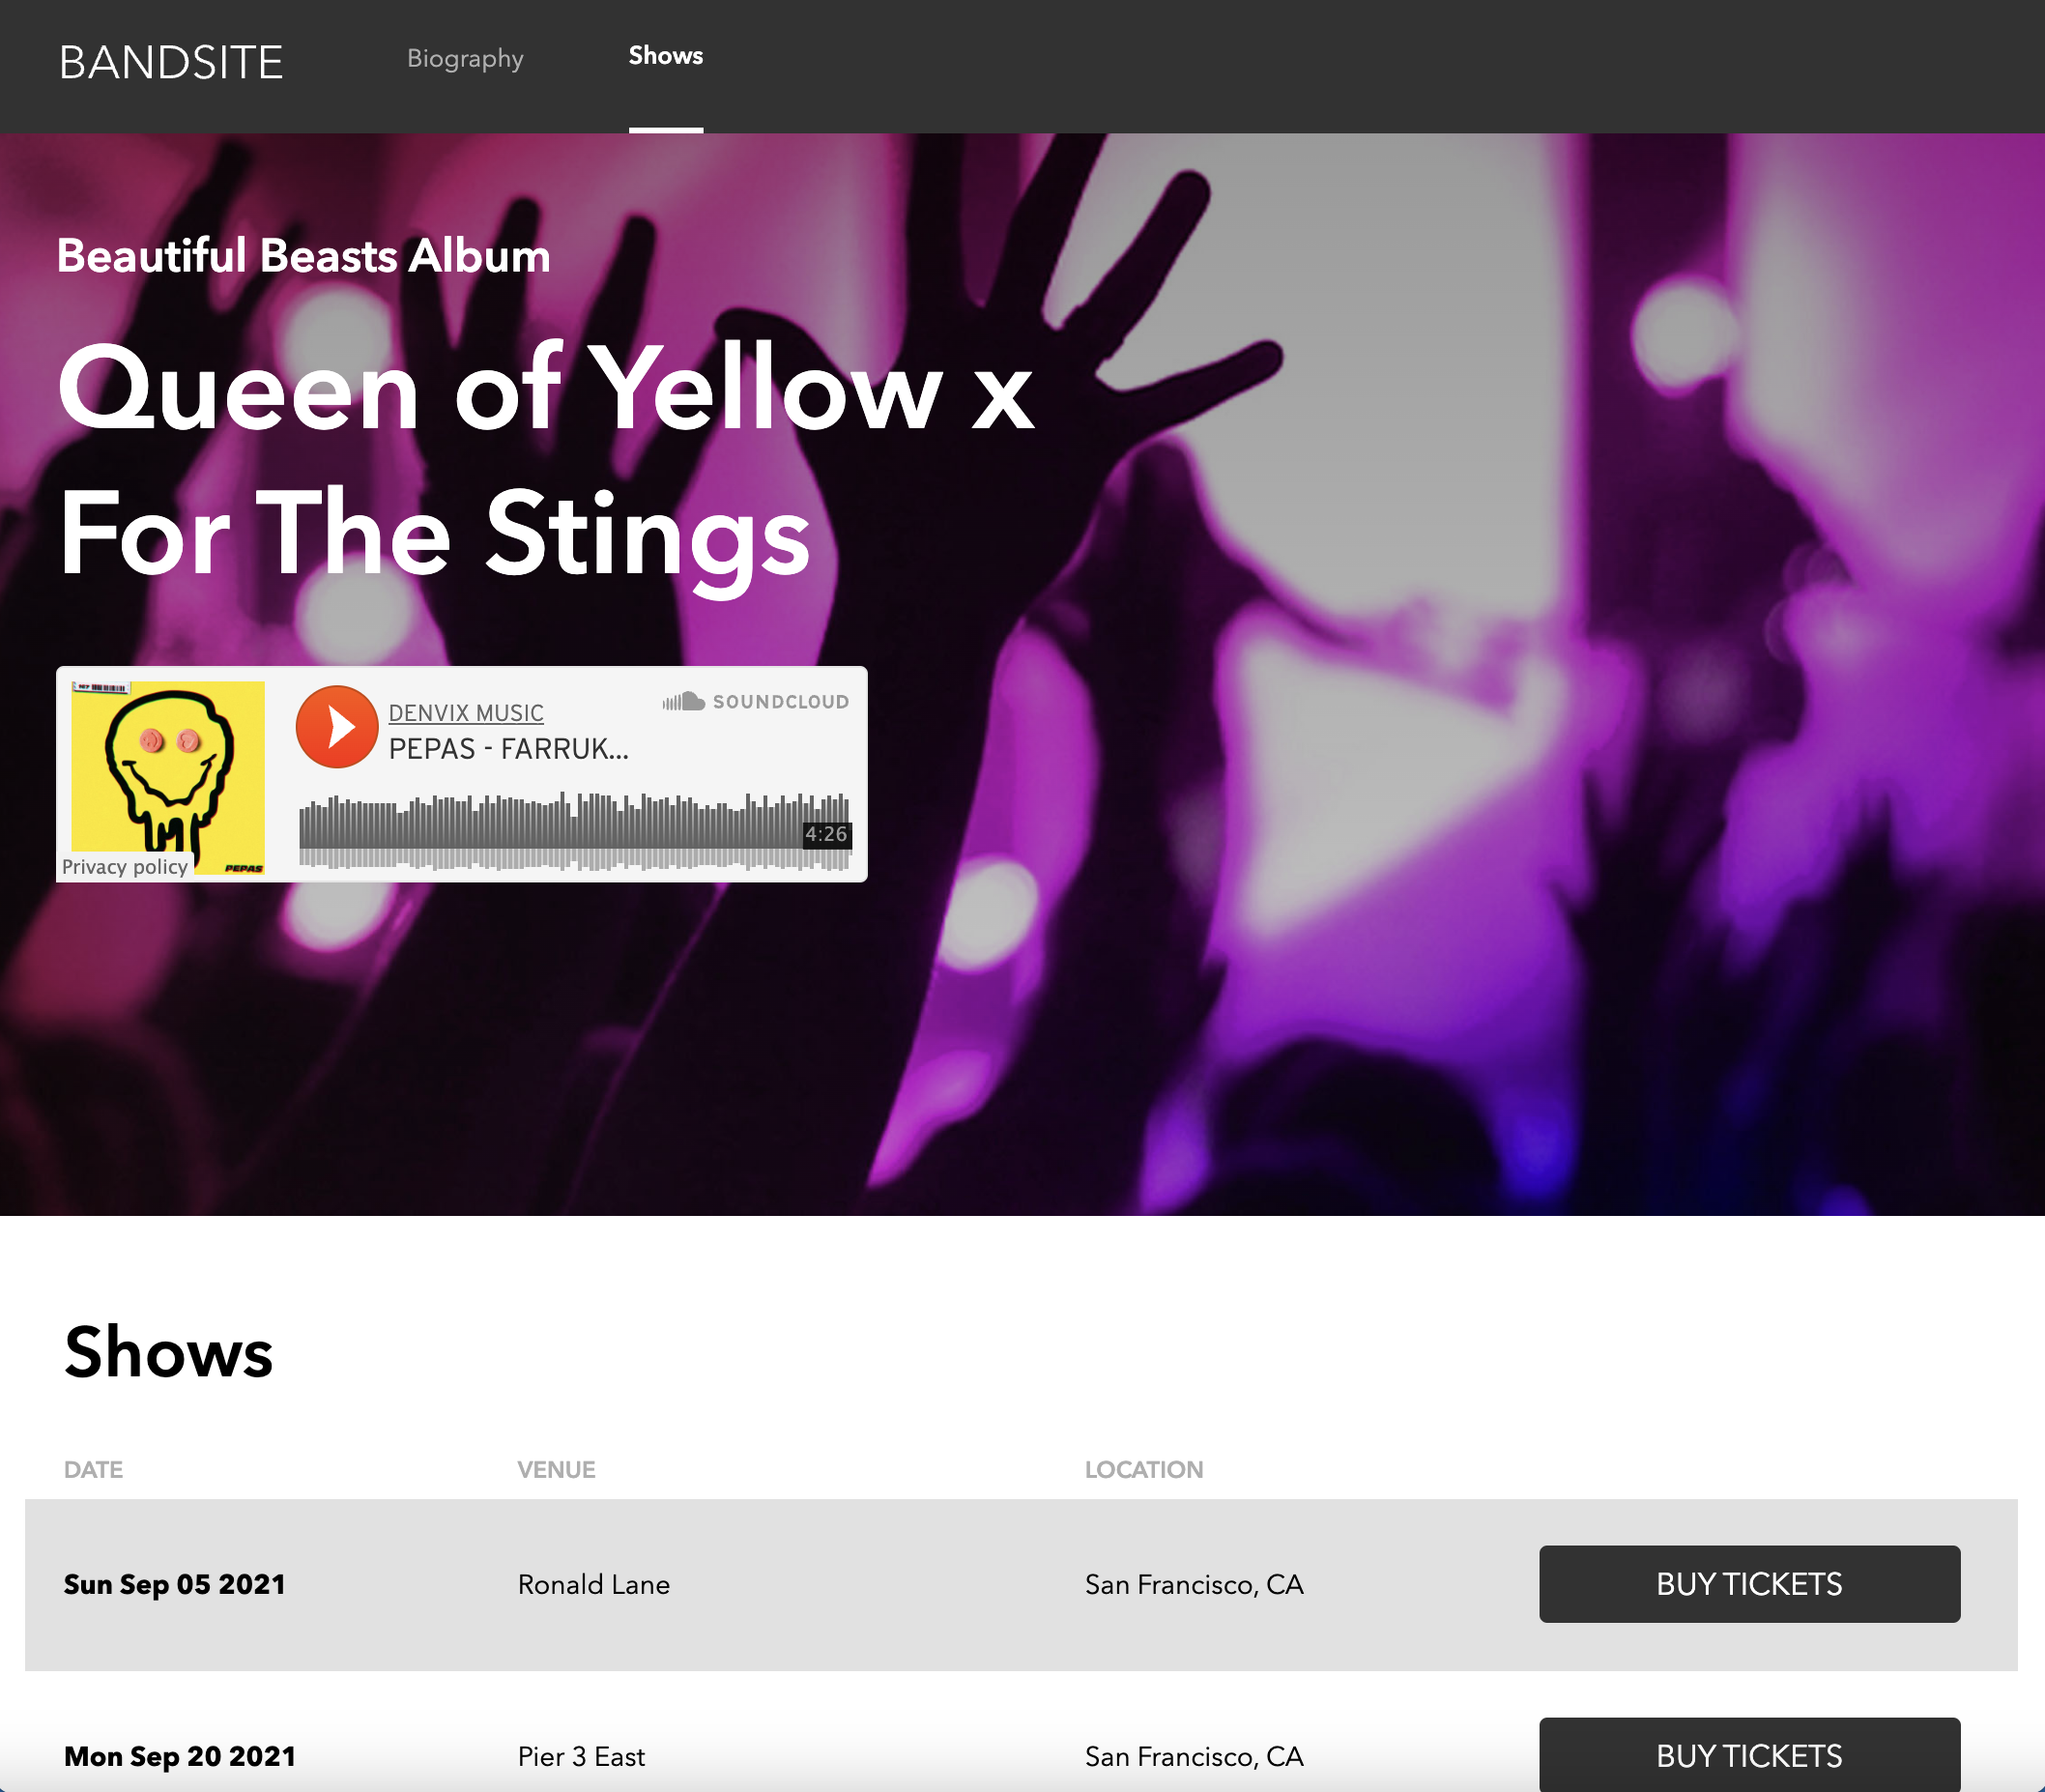 BANDSITE Biography Shows
Beautiful Beasts Album
Queen of Yellow x
For The Stings
SOUNDCLOUD
DENVIX MUSIC
PEPAS - FARRUK...
4:26
Privacy policy
PEPAS
Shows
DATE VENUE LOCATION
Sun Sep 05 2021 Ronald Lane San Francisco, CA BUY TICKETS
Mon Sep 20 2021 Pier 3 East San Francisco, CA BUY TICKETS